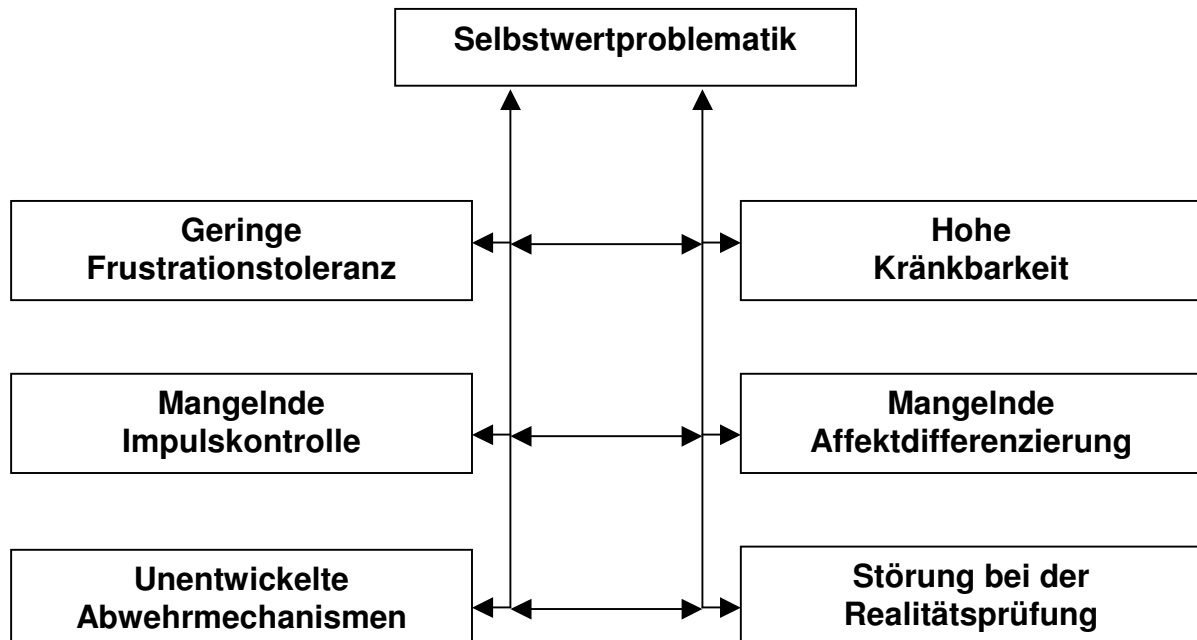 Selbstwertproblematik
Geringe
Frustrationstoleranz
Hohe
Kränkbarkeit
Mangelnde
Impulskontrolle
Mangelnde
Affektdifferenzierung
Unentwickelte
Abwehrmechanismen
Störung bei der
Realitätsprüfung